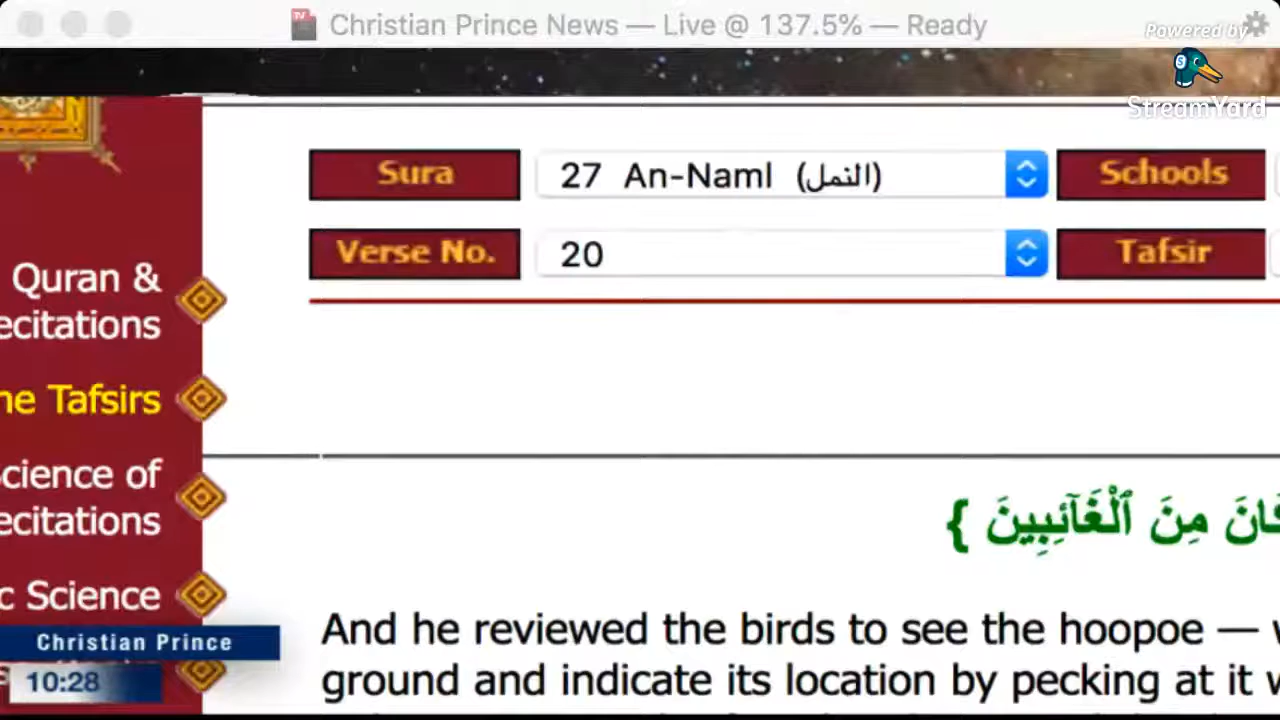 Christian Prince News — Live @ 137.5% — Ready
Powered by
StreamYard
Sura
27 An-Naml (النمل)
Schools
Verse No.
20
Tafsir
Quran &
ecitations
ne Tafsirs
cience of
ecitations
c Science
مِنَ ٱلْغَآئِبِينَ }
And he reviewed the birds to see the hoopoe —
ground and indicate its location by pecking at it
Christian Prince
10:28